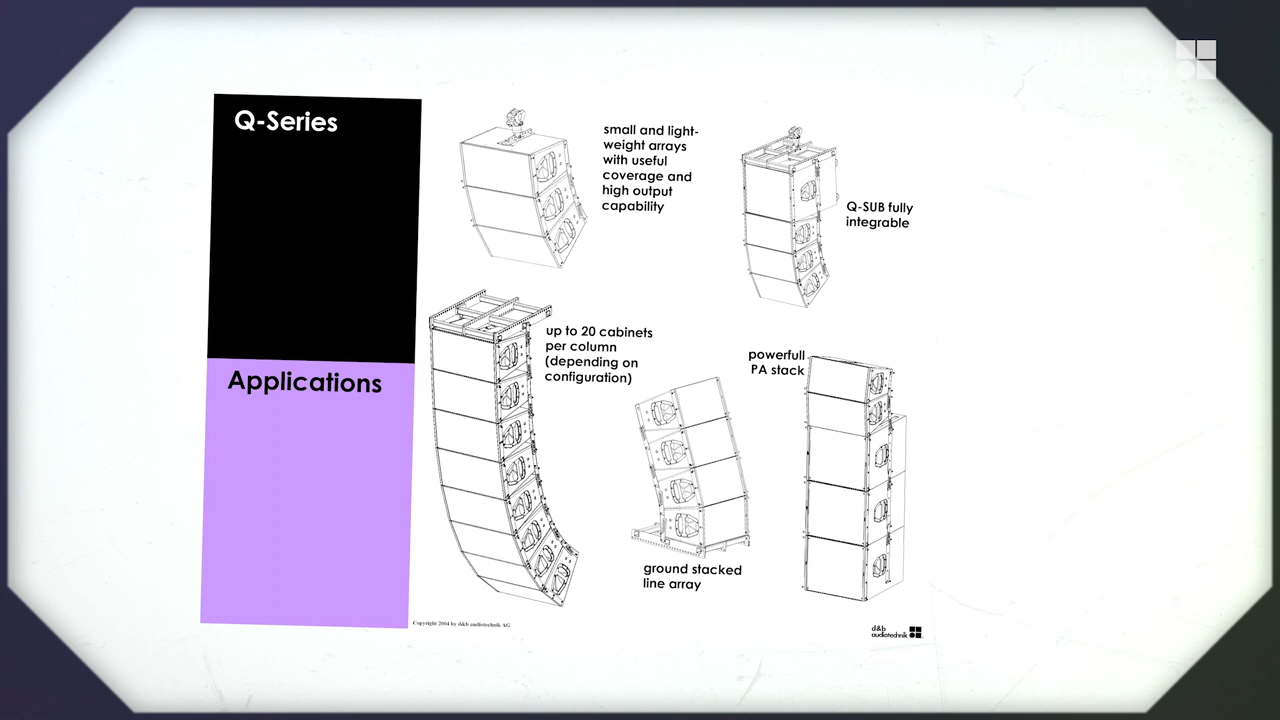 d&b
audiotechnik
Q-Series
Applications
small and light-
weight arrays
with useful
coverage and
high output
capability
Q-SUB fully
integrable
up to 20 cabinets
per column
(depending on
configuration)
powerfull
PA stack
ground stacked
line array
Copyright 2004 by d&b audiotechnik AG
d&b
audiotechnik